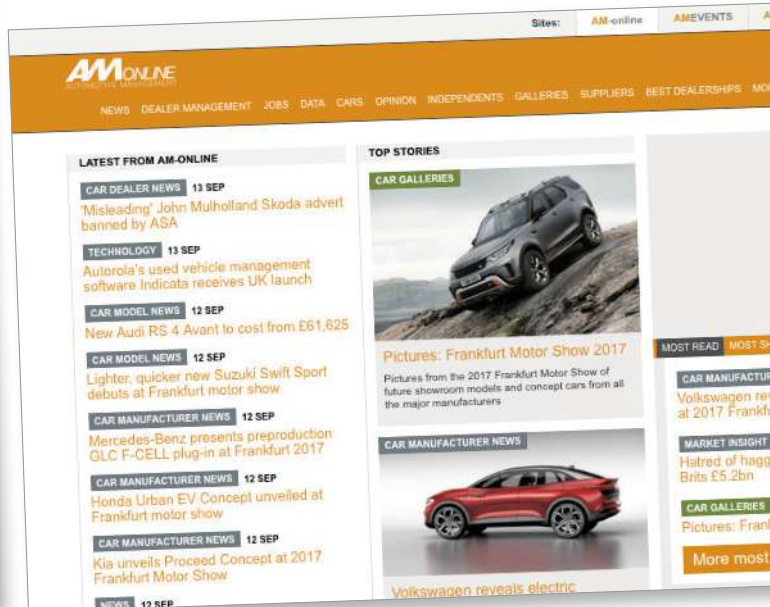 Sites: AM-online AMEVENTS
AM ONLINE
AUTOMOTIVE MANAGEMENT
NEWS DEALER MANAGEMENT JOBS DATA CARS OPINION INDEPENDENTS GALLERIES SUPPLIERS BEST DEALERSHIPS
LATEST FROM AM-ONLINE
CAR DEALER NEWS 13 SEP
'Misleading' John Mulholland Skoda advert
banned by ASA
TECHNOLOGY 13 SEP
Autorola's used vehicle management
software Indicata receives UK launch
CAR MODEL NEWS 12 SEP
New Audi RS 4 Avant to cost from £61,625
CAR MODEL NEWS 12 SEP
Lighter, quicker new Suzuki Swift Sport
debuts at Frankfurt motor show
CAR MANUFACTURER NEWS 12 SEP
Mercedes-Benz presents preproduction
GLC F-CELL plug-in at Frankfurt 2017
CAR MANUFACTURER NEWS 12 SEP
Honda Urban EV Concept unveiled at
Frankfurt motor show
CAR MANUFACTURER NEWS 12 SEP
Kia unveils Proceed Concept at 2017
Frankfurt Motor Show
NEWS 12 SEP
TOP STORIES
CAR GALLERIES
Pictures: Frankfurt Motor Show 2017
Pictures from the 2017 Frankfurt Motor Show of
future showroom models and concept cars from all
the major manufacturers
CAR MANUFACTURER NEWS
Volkswagen reveals electric
MOST READ MOST
CAR
Volkswagen
at 2017
MARKET INSIGHT
Hatred of
Brits £5.2bn
CAR GALLERIES
Pictures:
More most